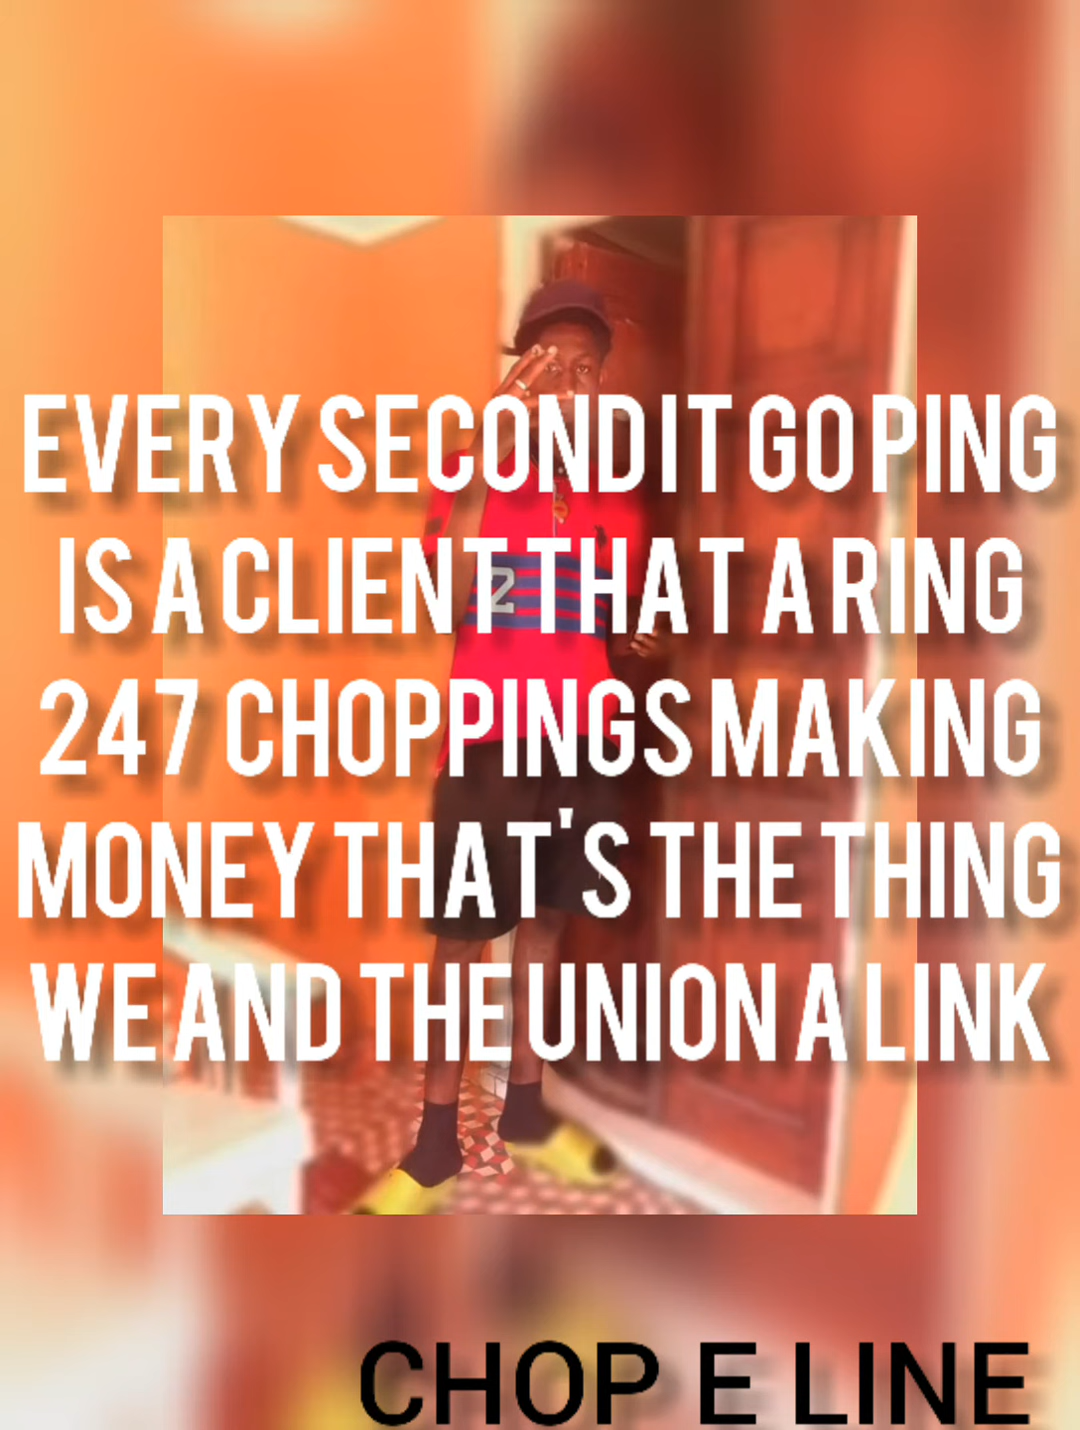 EVERY SECOND IT GO PING
IS A CLIENT THAT A RING
247 CHOPPINGS MAKING
MONEY THAT'S THE THING
WE AND THE UNION A LINK
2
CHOP E LINE